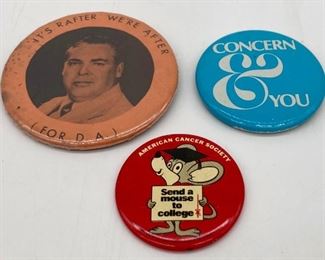 "IT'S RAFTER WE'RE AFTER
(FOR D.A.)
CONCERN
&
YOU
AMERICAN CANCER SOCIETY
Send a
mouse
to
college